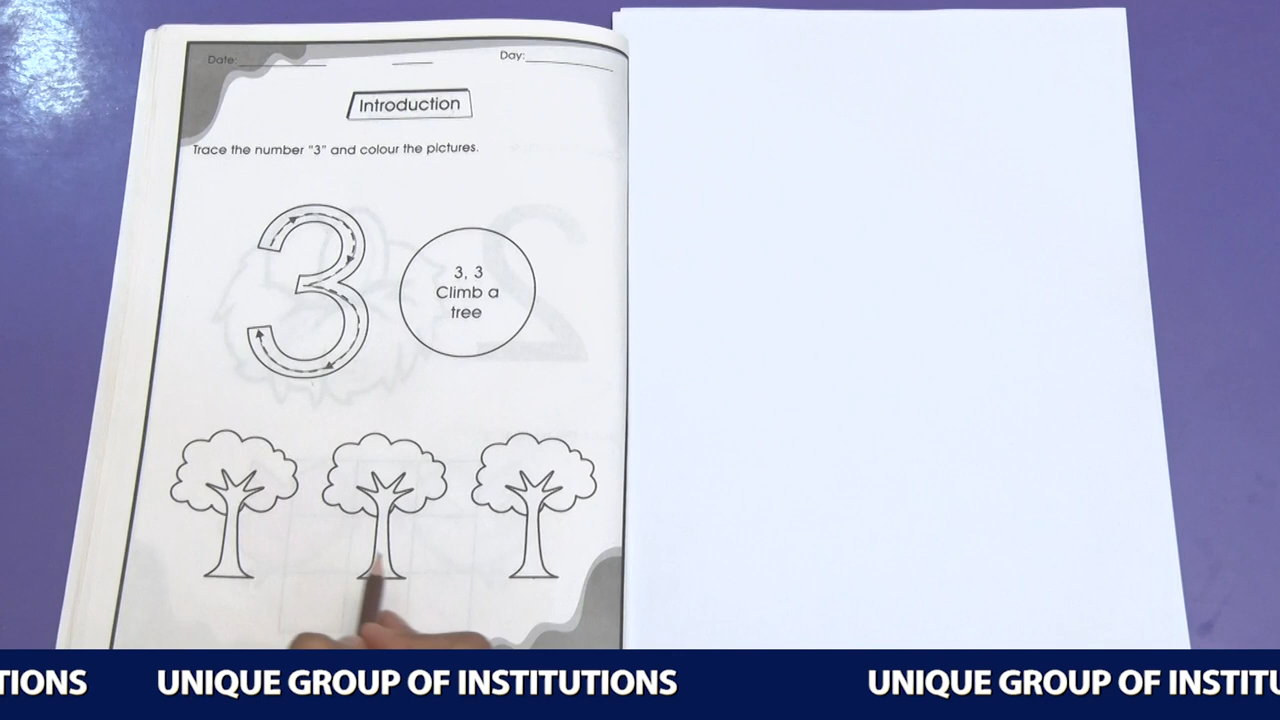 Date:
Day:
Introduction
Trace the number "3" and colour the pictures.
3
3, 3
Climb a
tree
TIONS UNIQUE GROUP OF INSTITUTIONS UNIQUE GROUP OF INSTITU